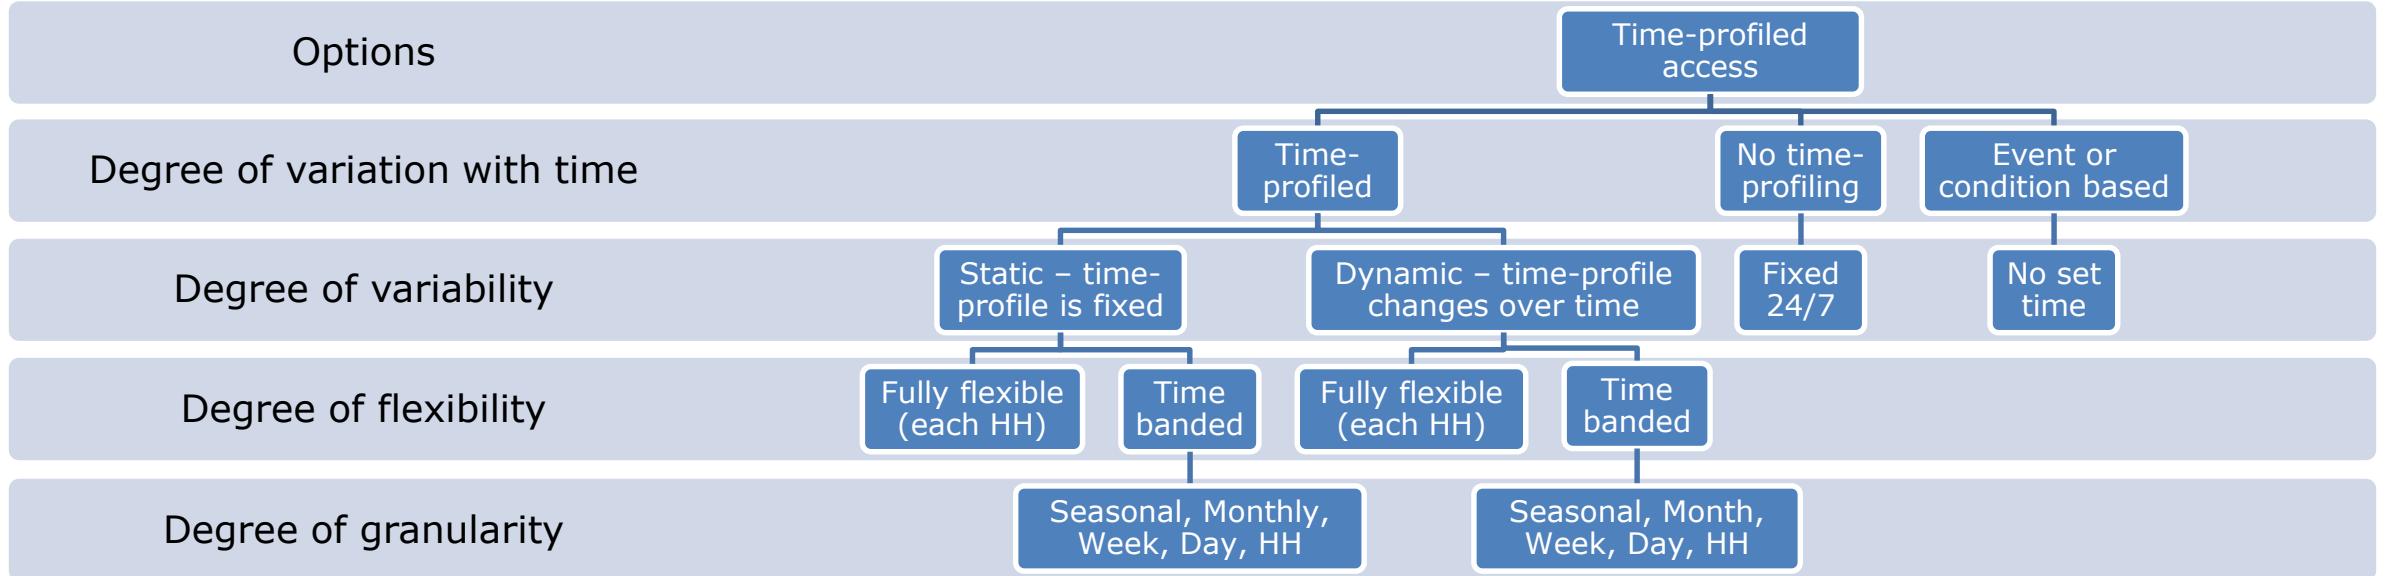 Options
Time-profiled
access
Degree of variation with time
Time-
profiled
No time-
profiling
Event or
condition based
Degree of variability
Static – time-
profile is fixed
Dynamic – time-profile
changes over time
Fixed
24/7
No set
time
Degree of flexibility
Fully flexible
(each HH)
Time
banded
Fully flexible
(each HH)
Time
banded
Degree of granularity
Seasonal, Monthly,
Week, Day, HH
Seasonal, Month,
Week, Day, HH